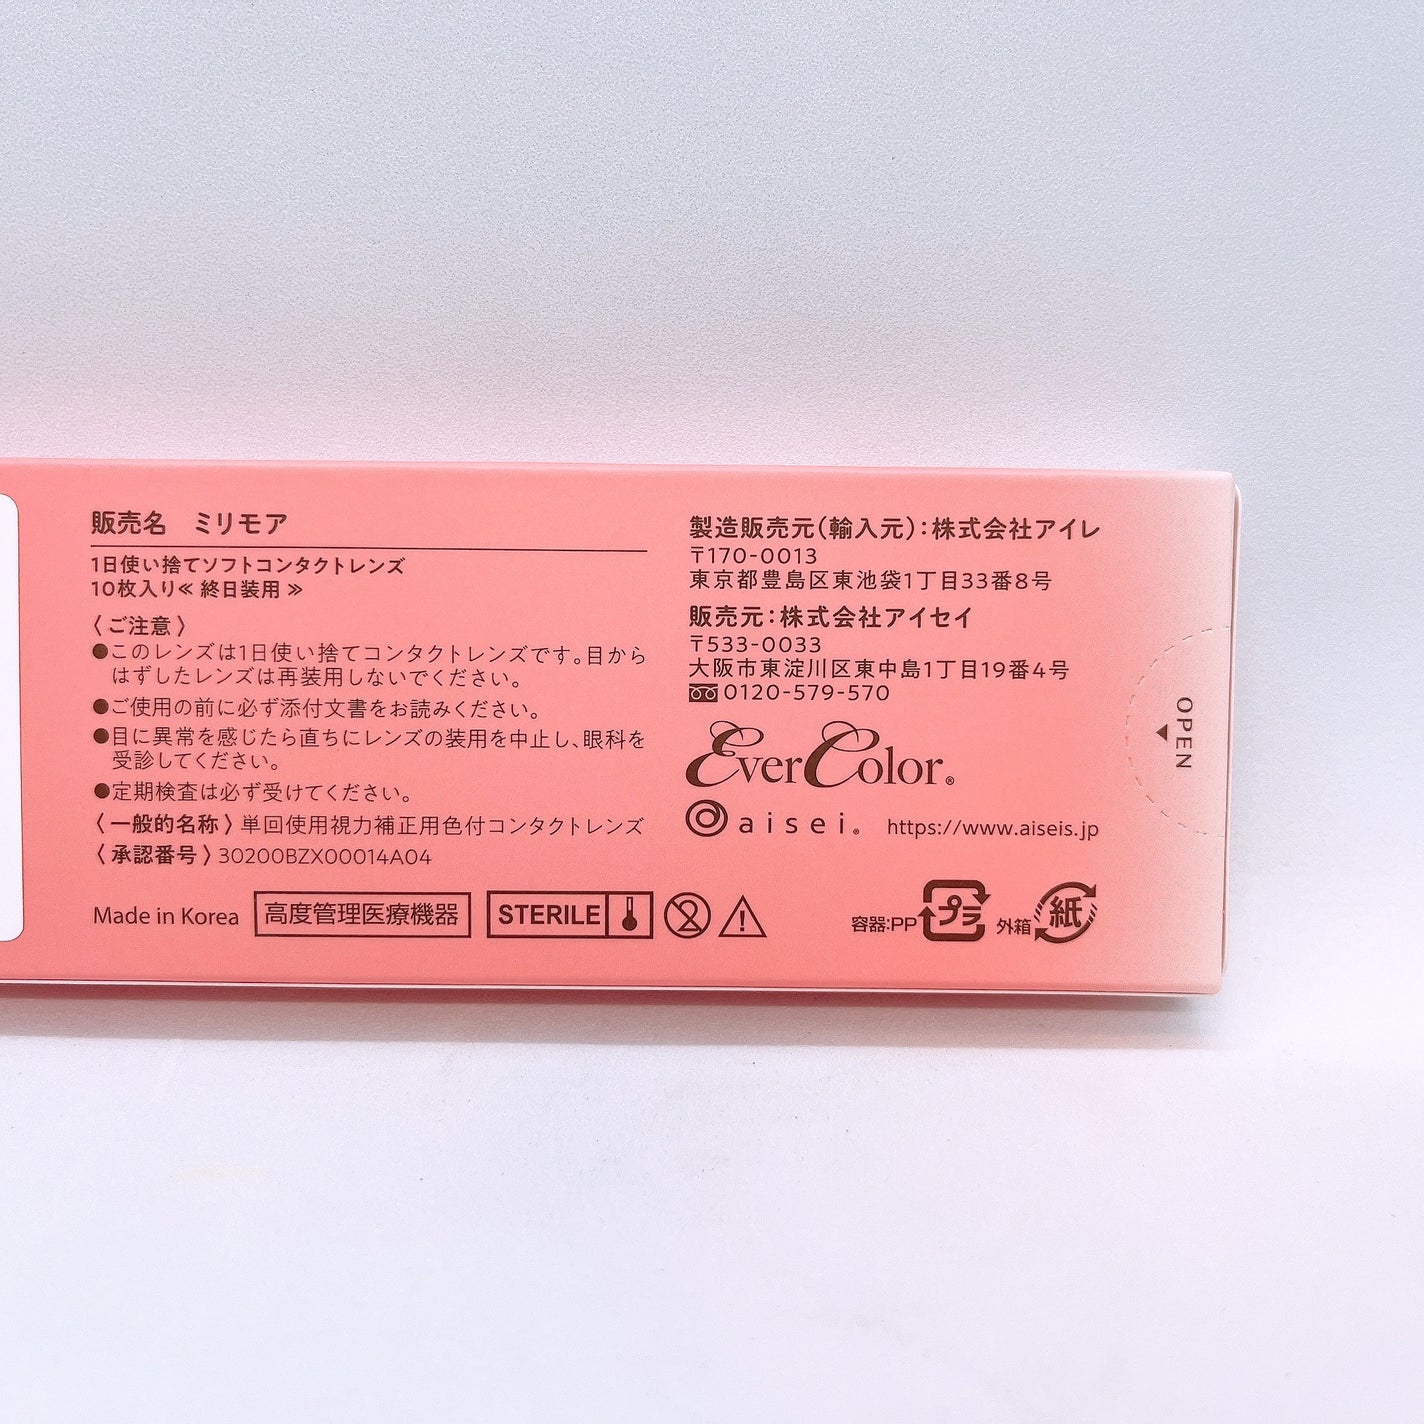 販売名 ミリモア
1日使い捨てソフトコンタクトレンズ
10枚入り≪ 終日装用 ≫
〈ご注意〉
●このレンズは1日使い捨てコンタクトレンズです。目から
はずしたレンズは再装用しないでください。
●ご使用の前に必ず添付文書をお読みください。
●目に異常を感じたら直ちにレンズの装用を中止し、眼科を
受診してください。
●定期検査は必ず受けてください。
〈一般的名称〉単回使用視力補正用色付コンタクトレンズ
〈承認番号〉30200BZX00014A04
Made in Korea
高度管理医療機器
STERILE
2
製造販売元(輸入元):株式会社アイレ
〒170-0013
東京都豊島区東池袋1丁目33番8号
販売元:株式会社アイセイ
〒533-0033
大阪市東淀川区東中島1丁目19番4号
0120-579-570
EverColor®
aisei® https://www.aiseis.jp
容器:PP プラ 外箱 紙
OPEN